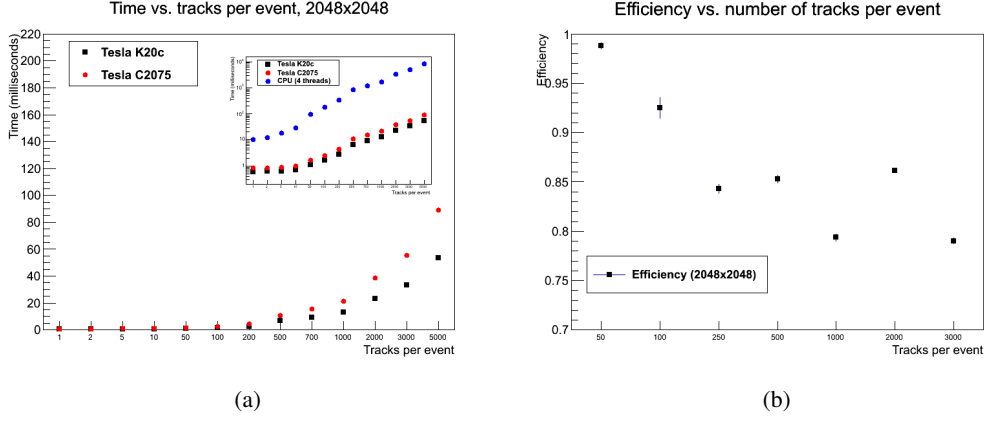 Time vs. tracks per event, 2048x2048
Time (milliseconds)
220
200
180
160
140
120
100
80
60
40
20
0
Tesla K20c
Tesla C2075
Time (milliseconds)
10
1
Tesla K20c
Tesla C2075
CPU (4 threads)
Tracks per event
1 2 5 10 50 100 200 500 700 1000 2000 3000 5000
Tracks per event
(a)
Efficiency vs. number of tracks per event
Efficiency
1
0.95
0.9
0.85
0.8
0.75
0.7
Efficiency (2048x2048)
50 100 250 500 1000 2000 3000
Tracks per event
(b)